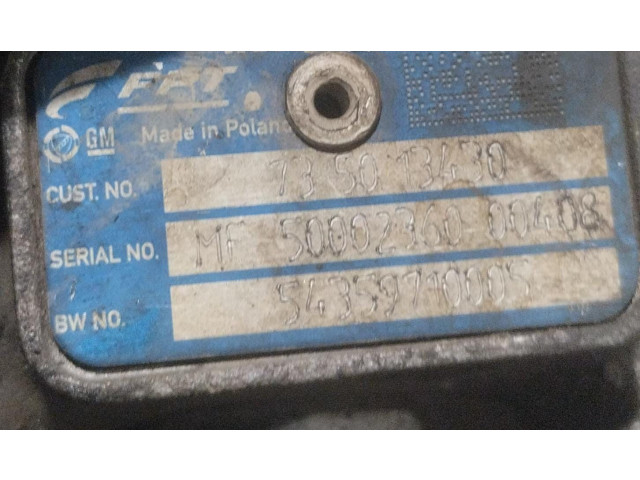 FPT
GM Made in Polan
CUST. NO. 73 50 13430
SERIAL NO. MF 50002360 00408
BW NO. 54359710005